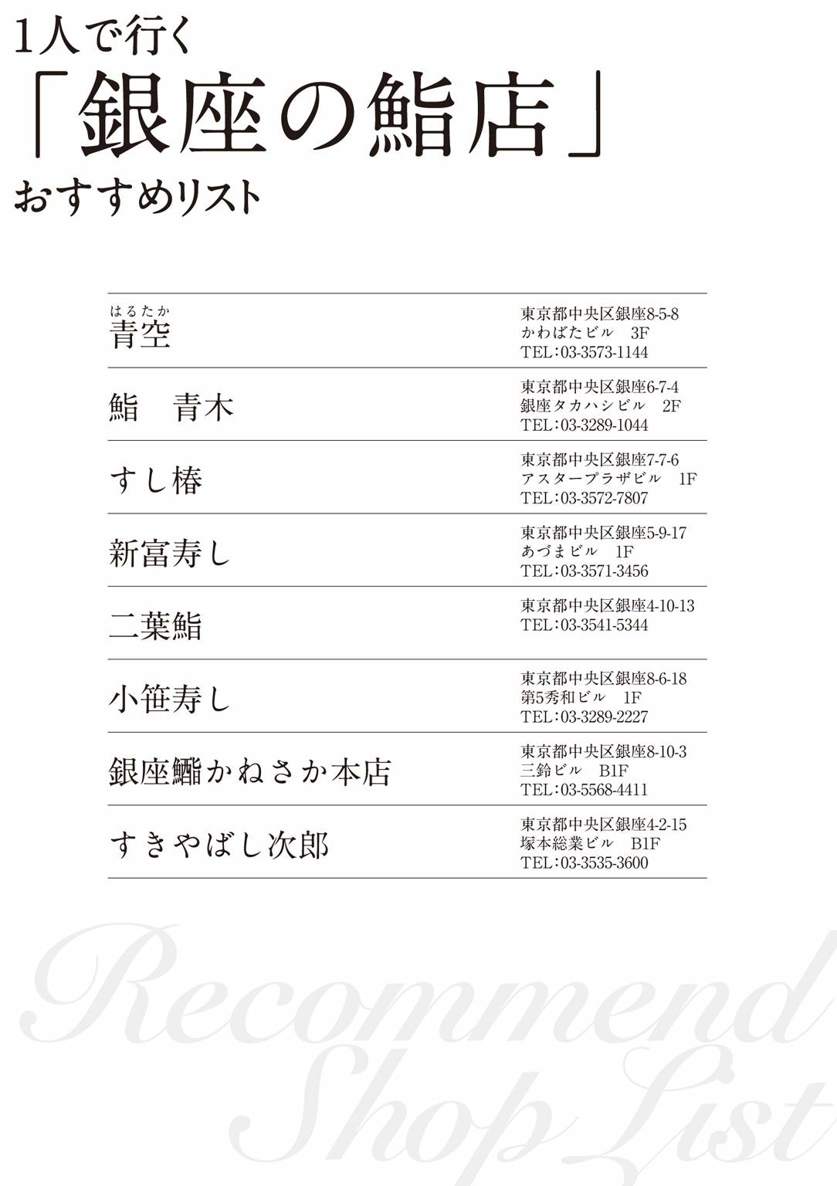 1人で行く
「銀座の鮨店」
おすすめリスト
はるたか
青空
東京都中央区銀座8-5-8
かわばたビル　3F
TEL：03-3573-1144
鮨　青木
東京都中央区銀座6-7-4
銀座タカハシビル　2F
TEL：03-3289-1044
すし椿
東京都中央区銀座7-7-6
アスタープラザビル　1F
TEL：03-3572-7807
新富寿し
東京都中央区銀座5-9-17
あづまビル　1F
TEL：03-3571-3456
二葉鮨
東京都中央区銀座4-10-13
TEL：03-3541-5344
小笹寿し
東京都中央区銀座8-6-18
第5秀和ビル　1F
TEL：03-3289-2227
銀座鮨かねさか本店
東京都中央区銀座8-10-3
三鈴ビル　B1F
TEL：03-5568-4411
すきやばし次郎
東京都中央区銀座4-2-15
塚本総業ビル　B1F
TEL：03-3535-3600
Recommend
Shop List